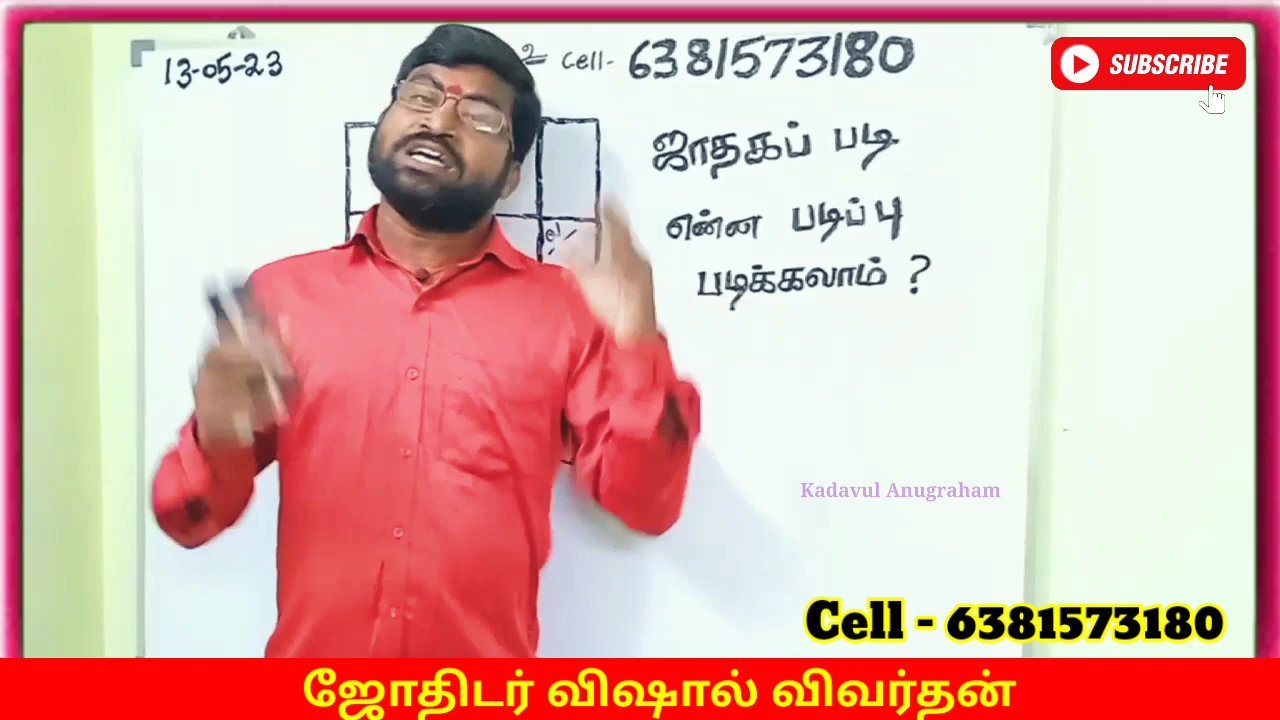 13-05-23
Cell- 6381573180
SUBSCRIBE
ஜாதகப் படி
என்ன படிப்பு
படிக்கலாம் ?
Kadavul Anugraham
Cell - 6381573180
ஜோதிடர் விஷால் விவர்தன்